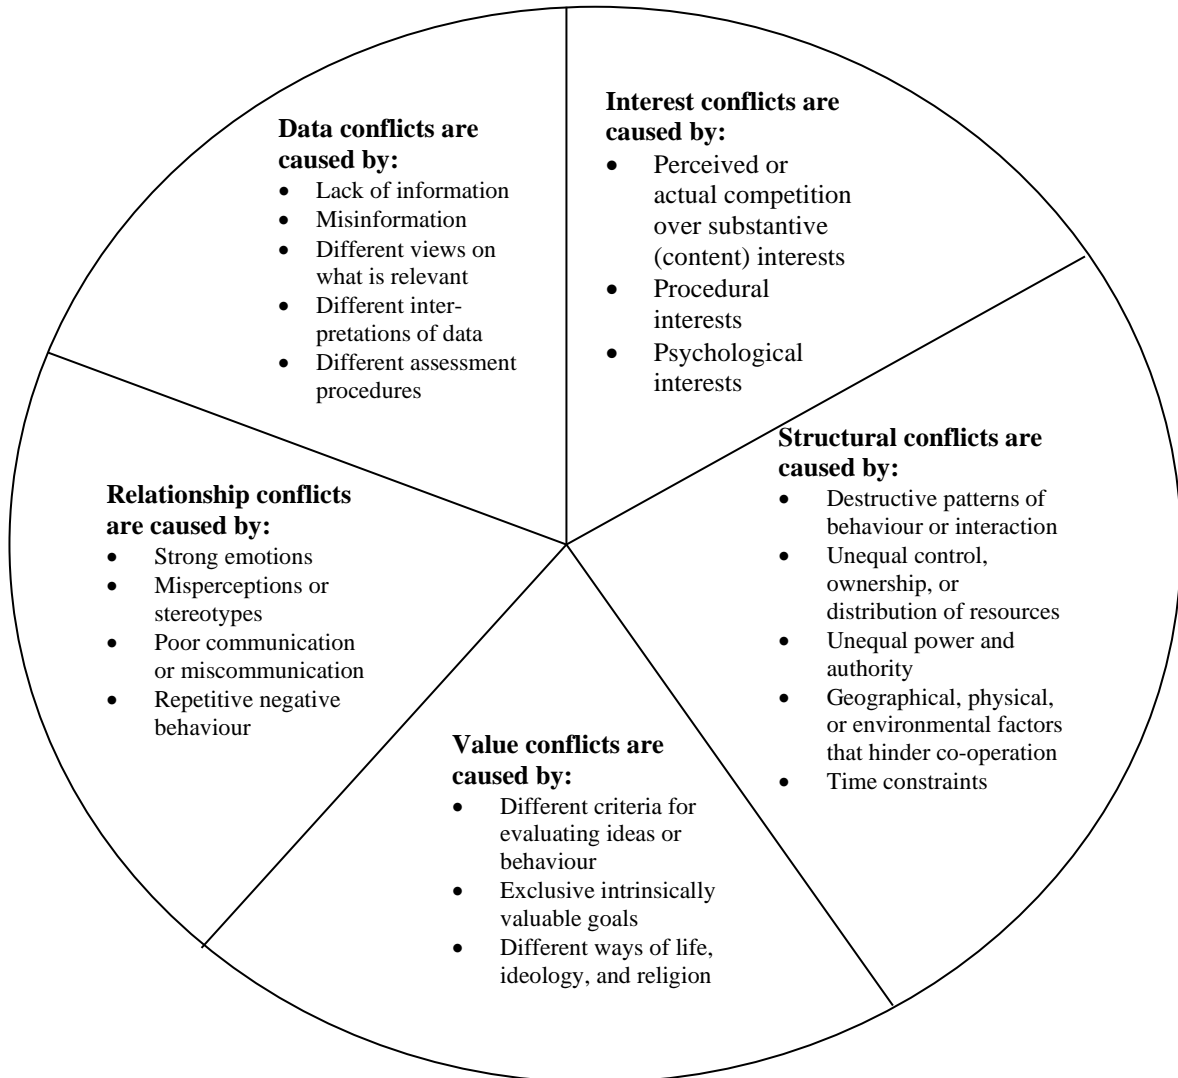 Data conflicts are
caused by:
• Lack of information
• Misinformation
• Different views on
what is relevant
• Different inter-
pretations of data
• Different assessment
procedures
Interest conflicts are
caused by:
• Perceived or
actual competition
over substantive
(content) interests
• Procedural
interests
• Psychological
interests
Structural conflicts are
caused by:
• Destructive patterns of
behaviour or interaction
• Unequal control,
ownership, or
distribution of resources
• Unequal power and
authority
• Geographical, physical,
or environmental factors
that hinder co-operation
• Time constraints
Relationship conflicts
are caused by:
• Strong emotions
• Misperceptions or
stereotypes
• Poor communication
or miscommunication
• Repetitive negative
behaviour
Value conflicts are
caused by:
• Different criteria for
evaluating ideas or
behaviour
• Exclusive intrinsically
valuable goals
• Different ways of life,
ideology, and religion